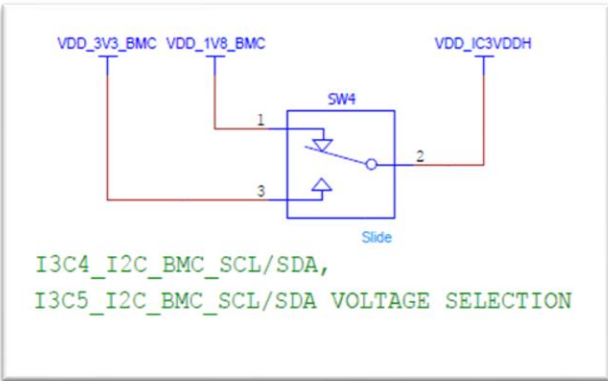 VDD_3V3_BMC VDD_1V8_BMC VDD_IC3VDDH
SW4
1
2
3
Slide
I3C4_I2C_BMC_SCL/SDA,
I3C5_I2C_BMC_SCL/SDA VOLTAGE SELECTION